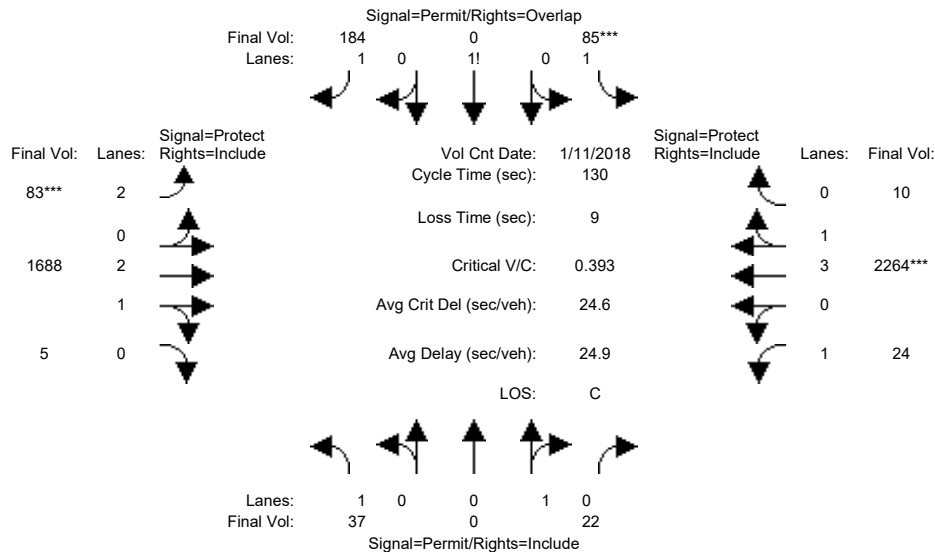 Signal=Permit/Rights=Overlap
Final Vol: 184 0 85***
Lanes: 1 0 1! 0 1
Signal=Protect
Final Vol: Lanes: Rights=Include
Vol Cnt Date: 1/11/2018
Signal=Protect
Rights=Include Lanes: Final Vol:
Cycle Time (sec): 130
83*** 2
0 10
Loss Time (sec): 9
0
1
1688 2
Critical V/C: 0.393
3 2264***
1
Avg Crit Del (sec/veh): 24.6
0
5 0
Avg Delay (sec/veh): 24.9
1 24
LOS: C
Lanes: 1 0 0 1 0
Final Vol: 37 0 22
Signal=Permit/Rights=Include